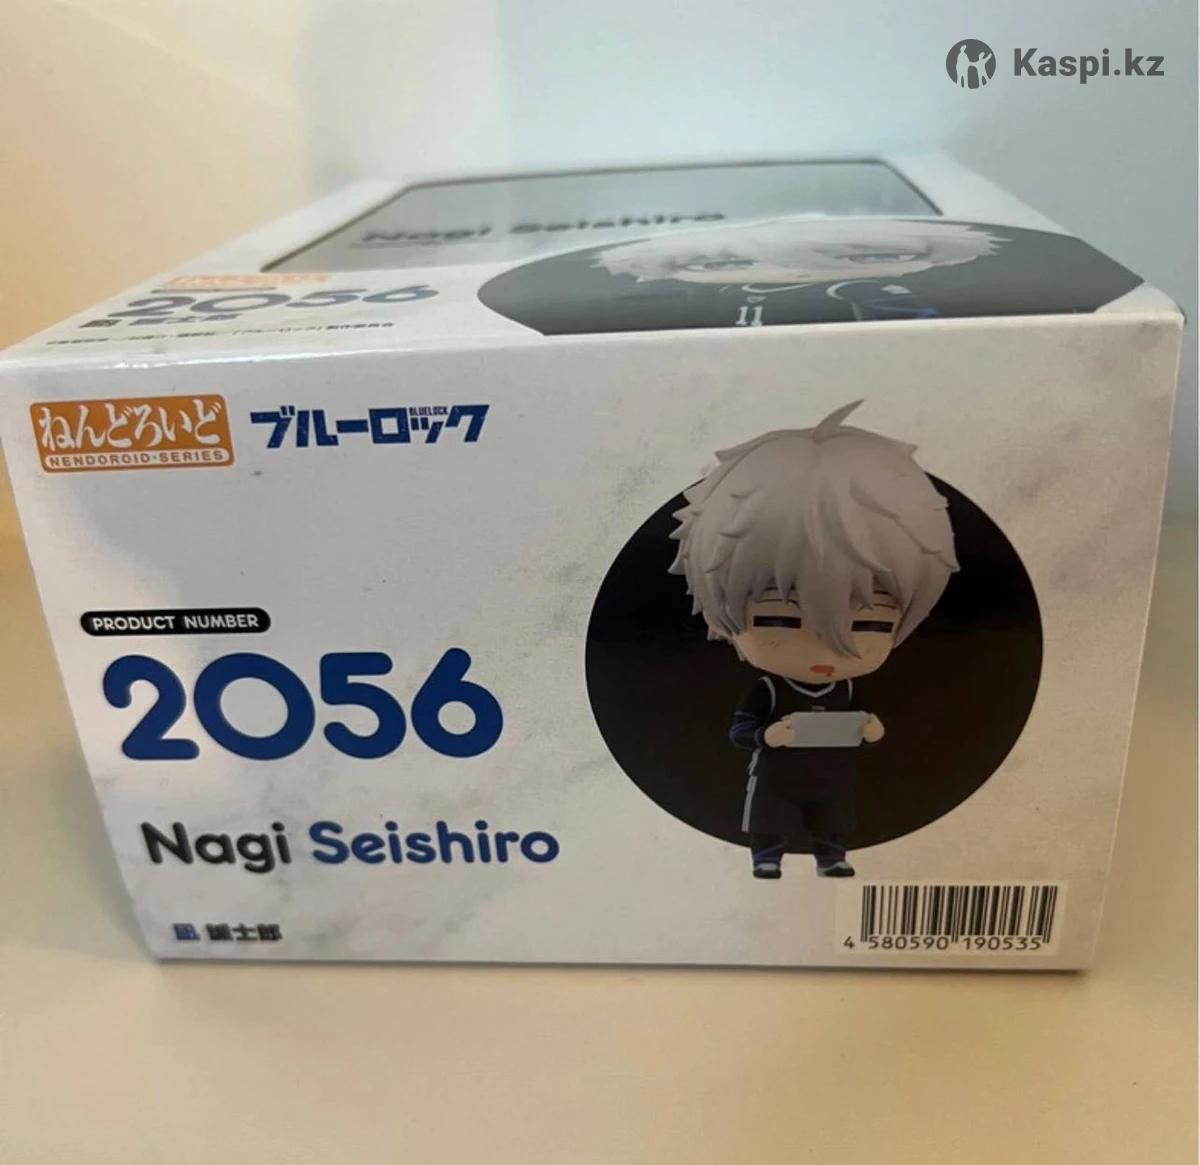 Kaspi.kz
Nagi Seishiro
2056
11
ねんどろいど
NENDOROID·SERIES
ブルーロック
BLUELOCK
PRODUCT NUMBER
2056
Nagi Seishiro
凪 誠士郎
4 580590 190535